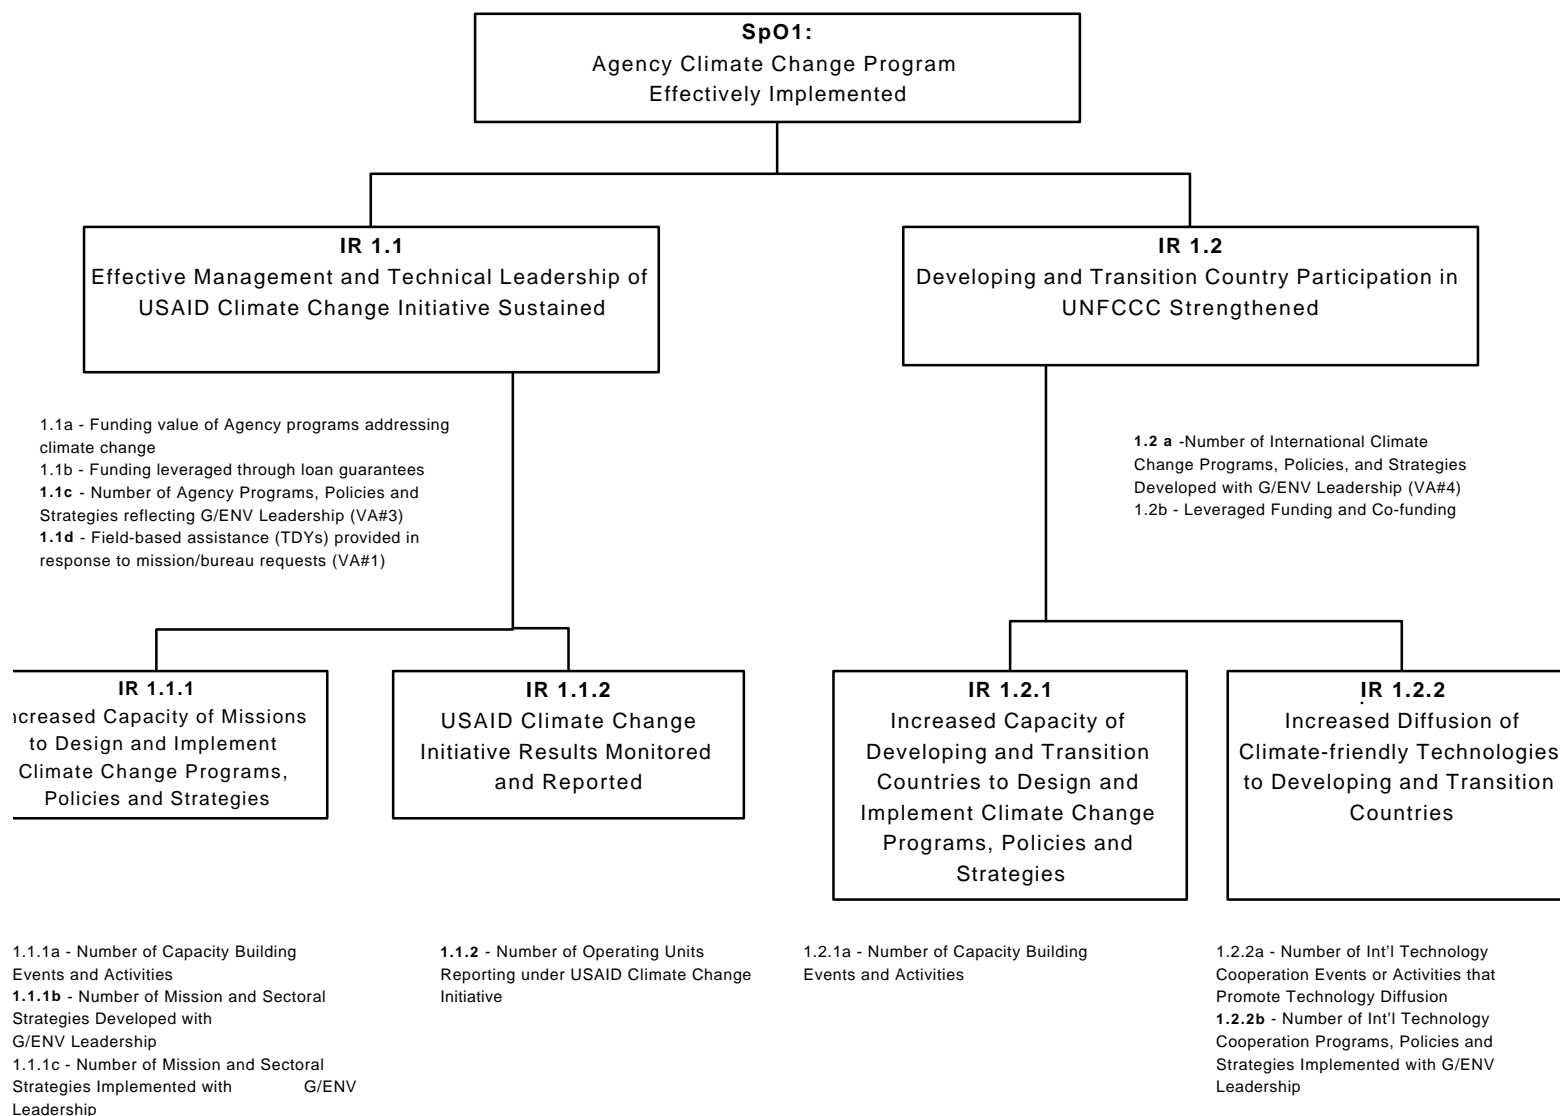 SpO1:
Agency Climate Change Program
Effectively Implemented
IR 1.1
Effective Management and Technical Leadership of
USAID Climate Change Initiative Sustained
IR 1.2
Developing and Transition Country Participation in
UNFCCC Strengthened
1.1a - Funding value of Agency programs addressing
climate change
1.1b - Funding leveraged through loan guarantees
1.1c - Number of Agency Programs, Policies and
Strategies reflecting G/ENV Leadership (VA#3)
1.1d - Field-based assistance (TDYs) provided in
response to mission/bureau requests (VA#1)
1.2 a -Number of International Climate
Change Programs, Policies, and Strategies
Developed with G/ENV Leadership (VA#4)
1.2b - Leveraged Funding and Co-funding
IR 1.1.1
ncreased Capacity of Missions
to Design and Implement
Climate Change Programs,
Policies and Strategies
IR 1.1.2
USAID Climate Change
Initiative Results Monitored
and Reported
IR 1.2.1
Increased Capacity of
Developing and Transition
Countries to Design and
Implement Climate Change
Programs, Policies and
Strategies
IR 1.2.2
Increased Diffusion of
Climate-friendly Technologies
to Developing and Transition
Countries
1.1.1a - Number of Capacity Building
Events and Activities
1.1.1b - Number of Mission and Sectoral
Strategies Developed with
G/ENV Leadership
1.1.1c - Number of Mission and Sectoral
Strategies Implemented with G/ENV
Leadership
1.1.2 - Number of Operating Units
Reporting under USAID Climate Change
Initiative
1.2.1a - Number of Capacity Building
Events and Activities
1.2.2a - Number of Int'l Technology
Cooperation Events or Activities that
Promote Technology Diffusion
1.2.2b - Number of Int'l Technology
Cooperation Programs, Policies and
Strategies Implemented with G/ENV
Leadership